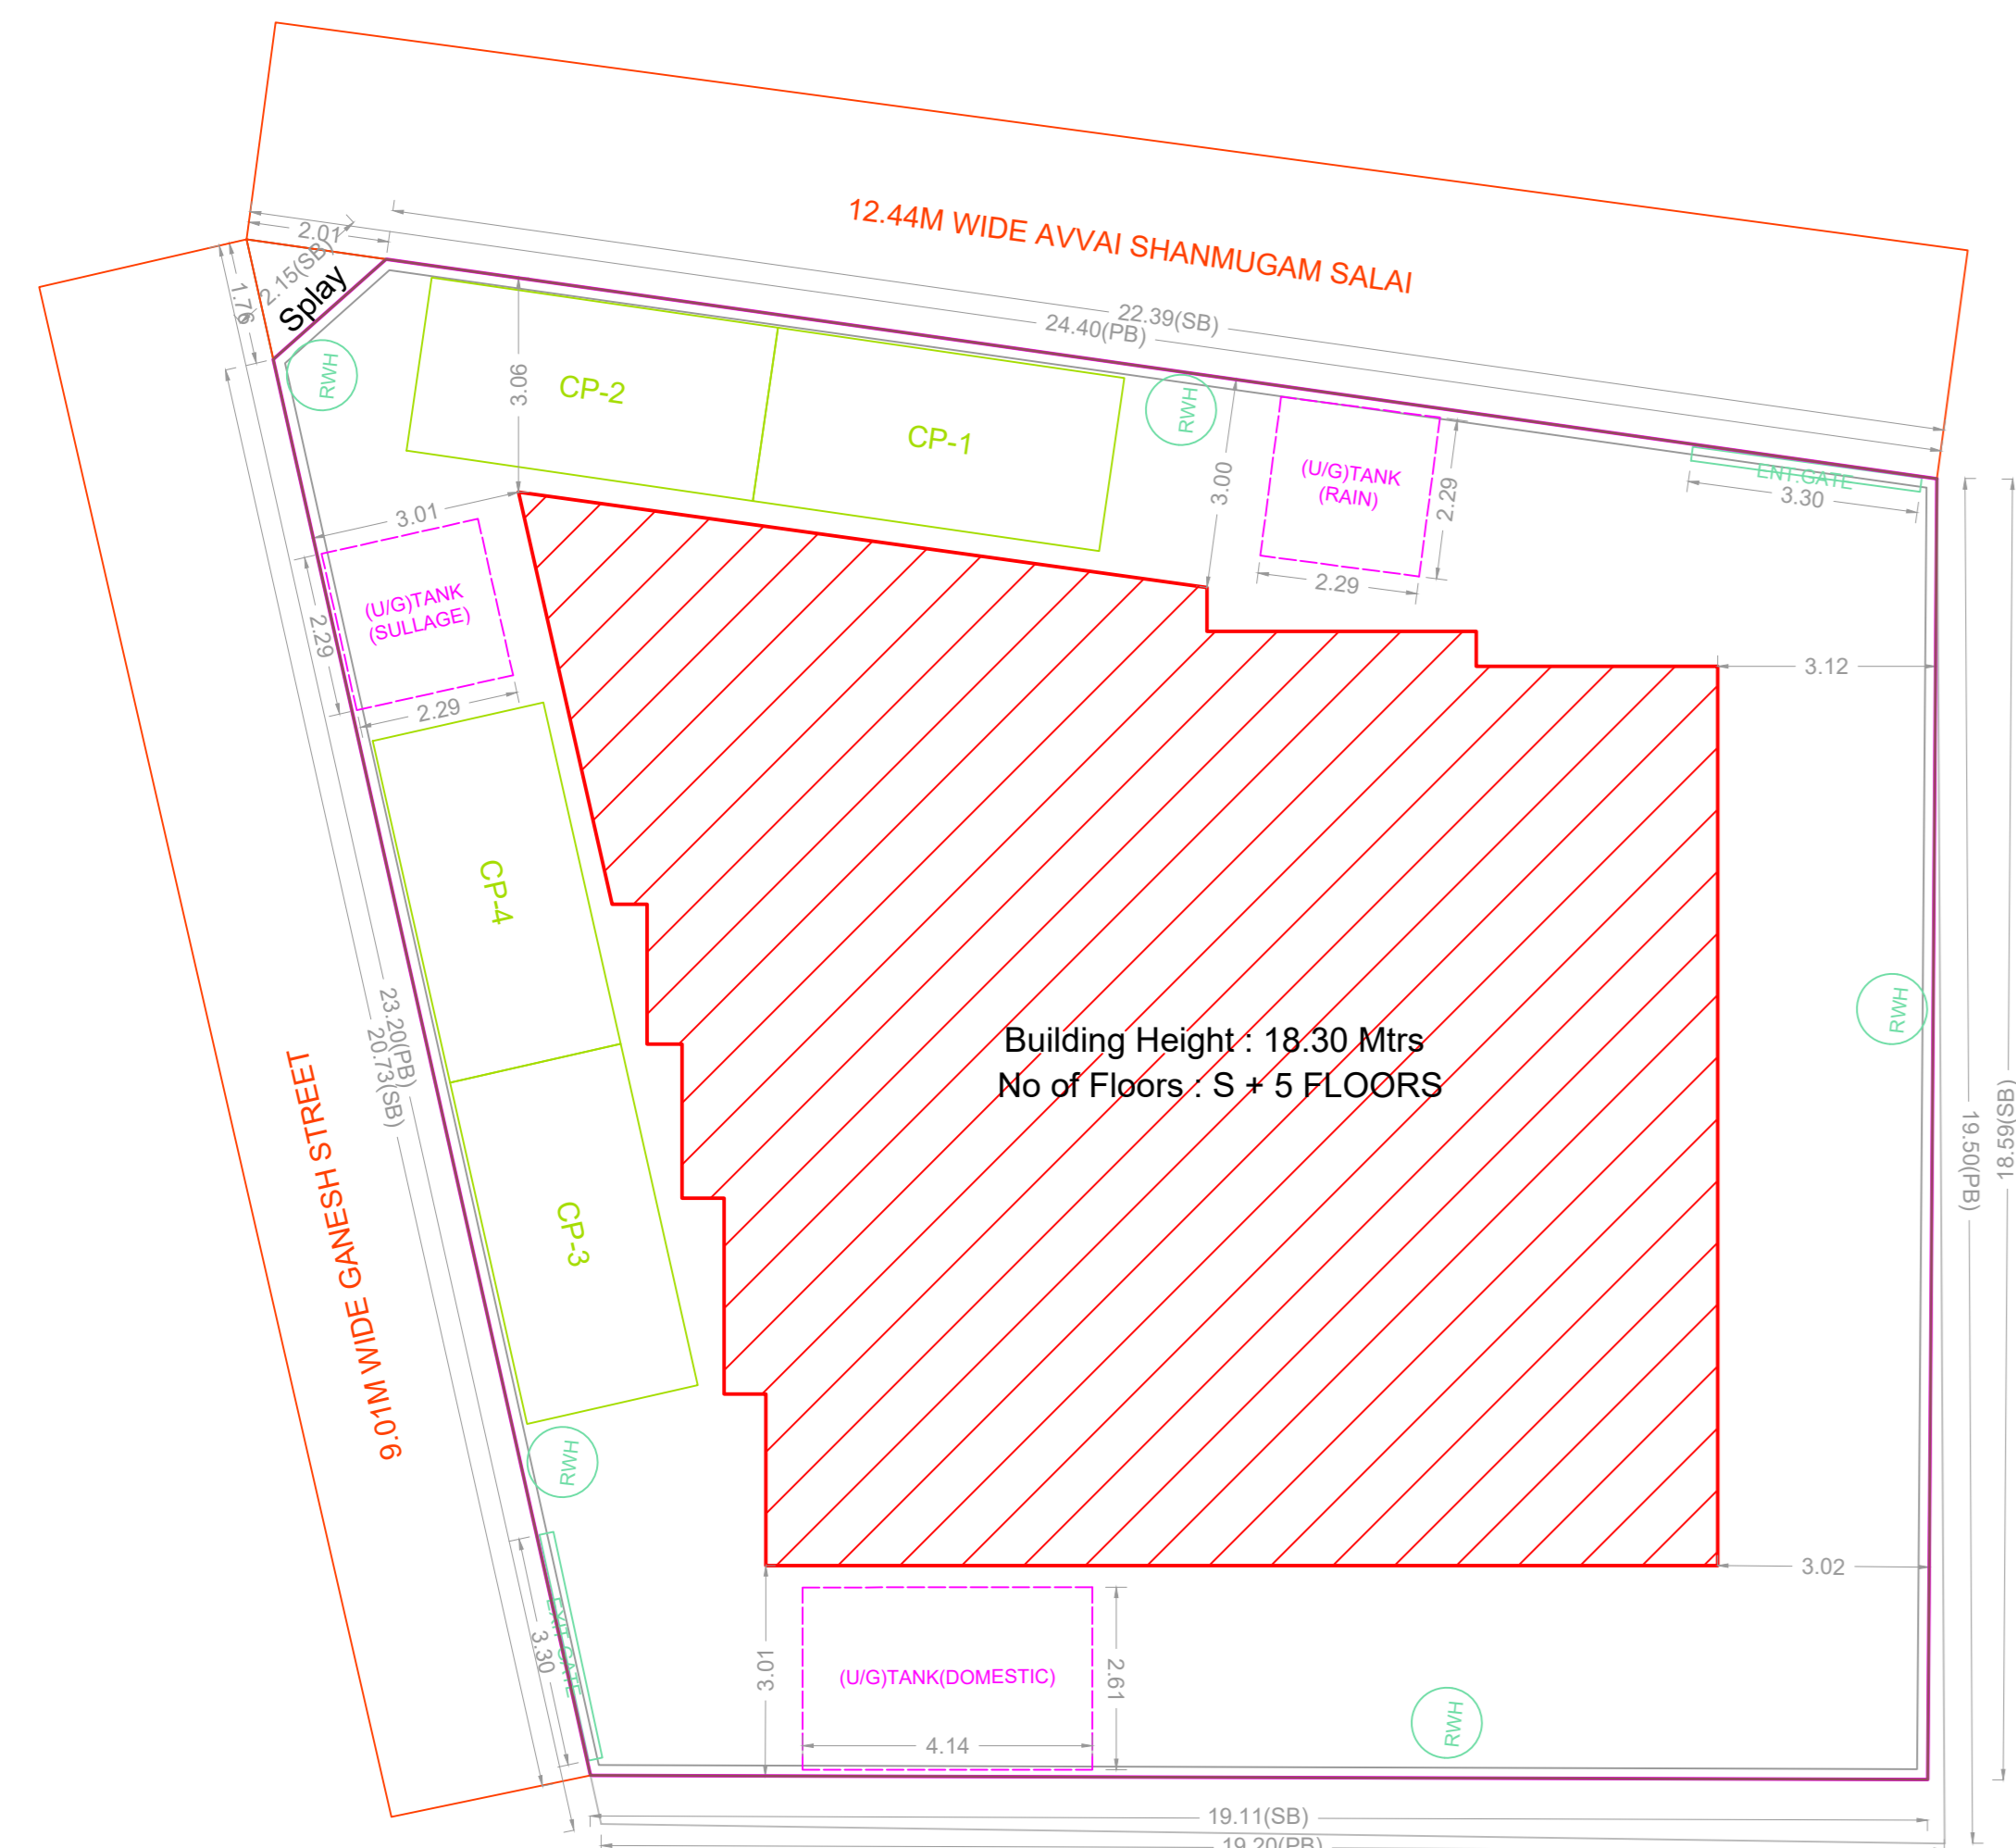 12.44M WIDE AVVAI SHANMUGAM SALAI
2.01
2.15(SB)
1.76
Splay
22.39(SB)
24.40(PB)
RWH
CP-2
3.06
CP-1
RWH
3.00
(U/G)TANK
(RAIN)
2.29
2.29
ENT.GATE
3.30
3.01
(U/G)TANK
(SULLAGE)
2.29
2.29
3.12
CP-4
23.20(PB)
20.73(SB)
9.01M WIDE GANESH STREET
CP-3
Building Height : 18.30 Mtrs
No of Floors : S + 5 FLOORS
RWH
19.50(PB)
18.59(SB)
RWH
EXIT GATE
3.30
3.01
(U/G)TANK(DOMESTIC)
2.61
4.14
RWH
3.02
19.11(SB)
19.20(PB)